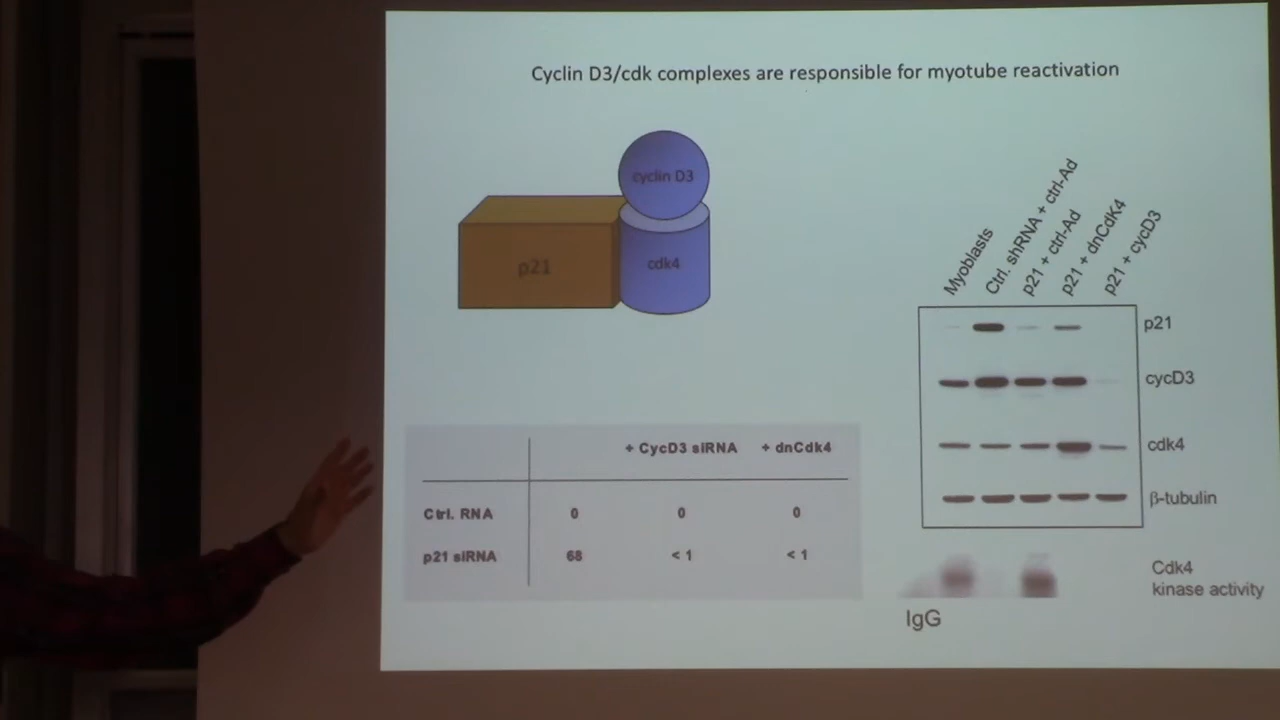 Cyclin D3/cdk complexes are responsible for myotube reactivation
cyclin D3
p21
cdk4
+ CycD3 siRNA + dnCdk4
Ctrl. RNA 0 0 0
p21 siRNA 68 < 1 < 1
Myoblasts
Ctrl. shRNA + ctrl-Ad
p21 + ctrl-Ad
p21 + dnCdK4
p21 + cycD3
p21
cycD3
cdk4
β-tubulin
Cdk4
kinase activity
IgG